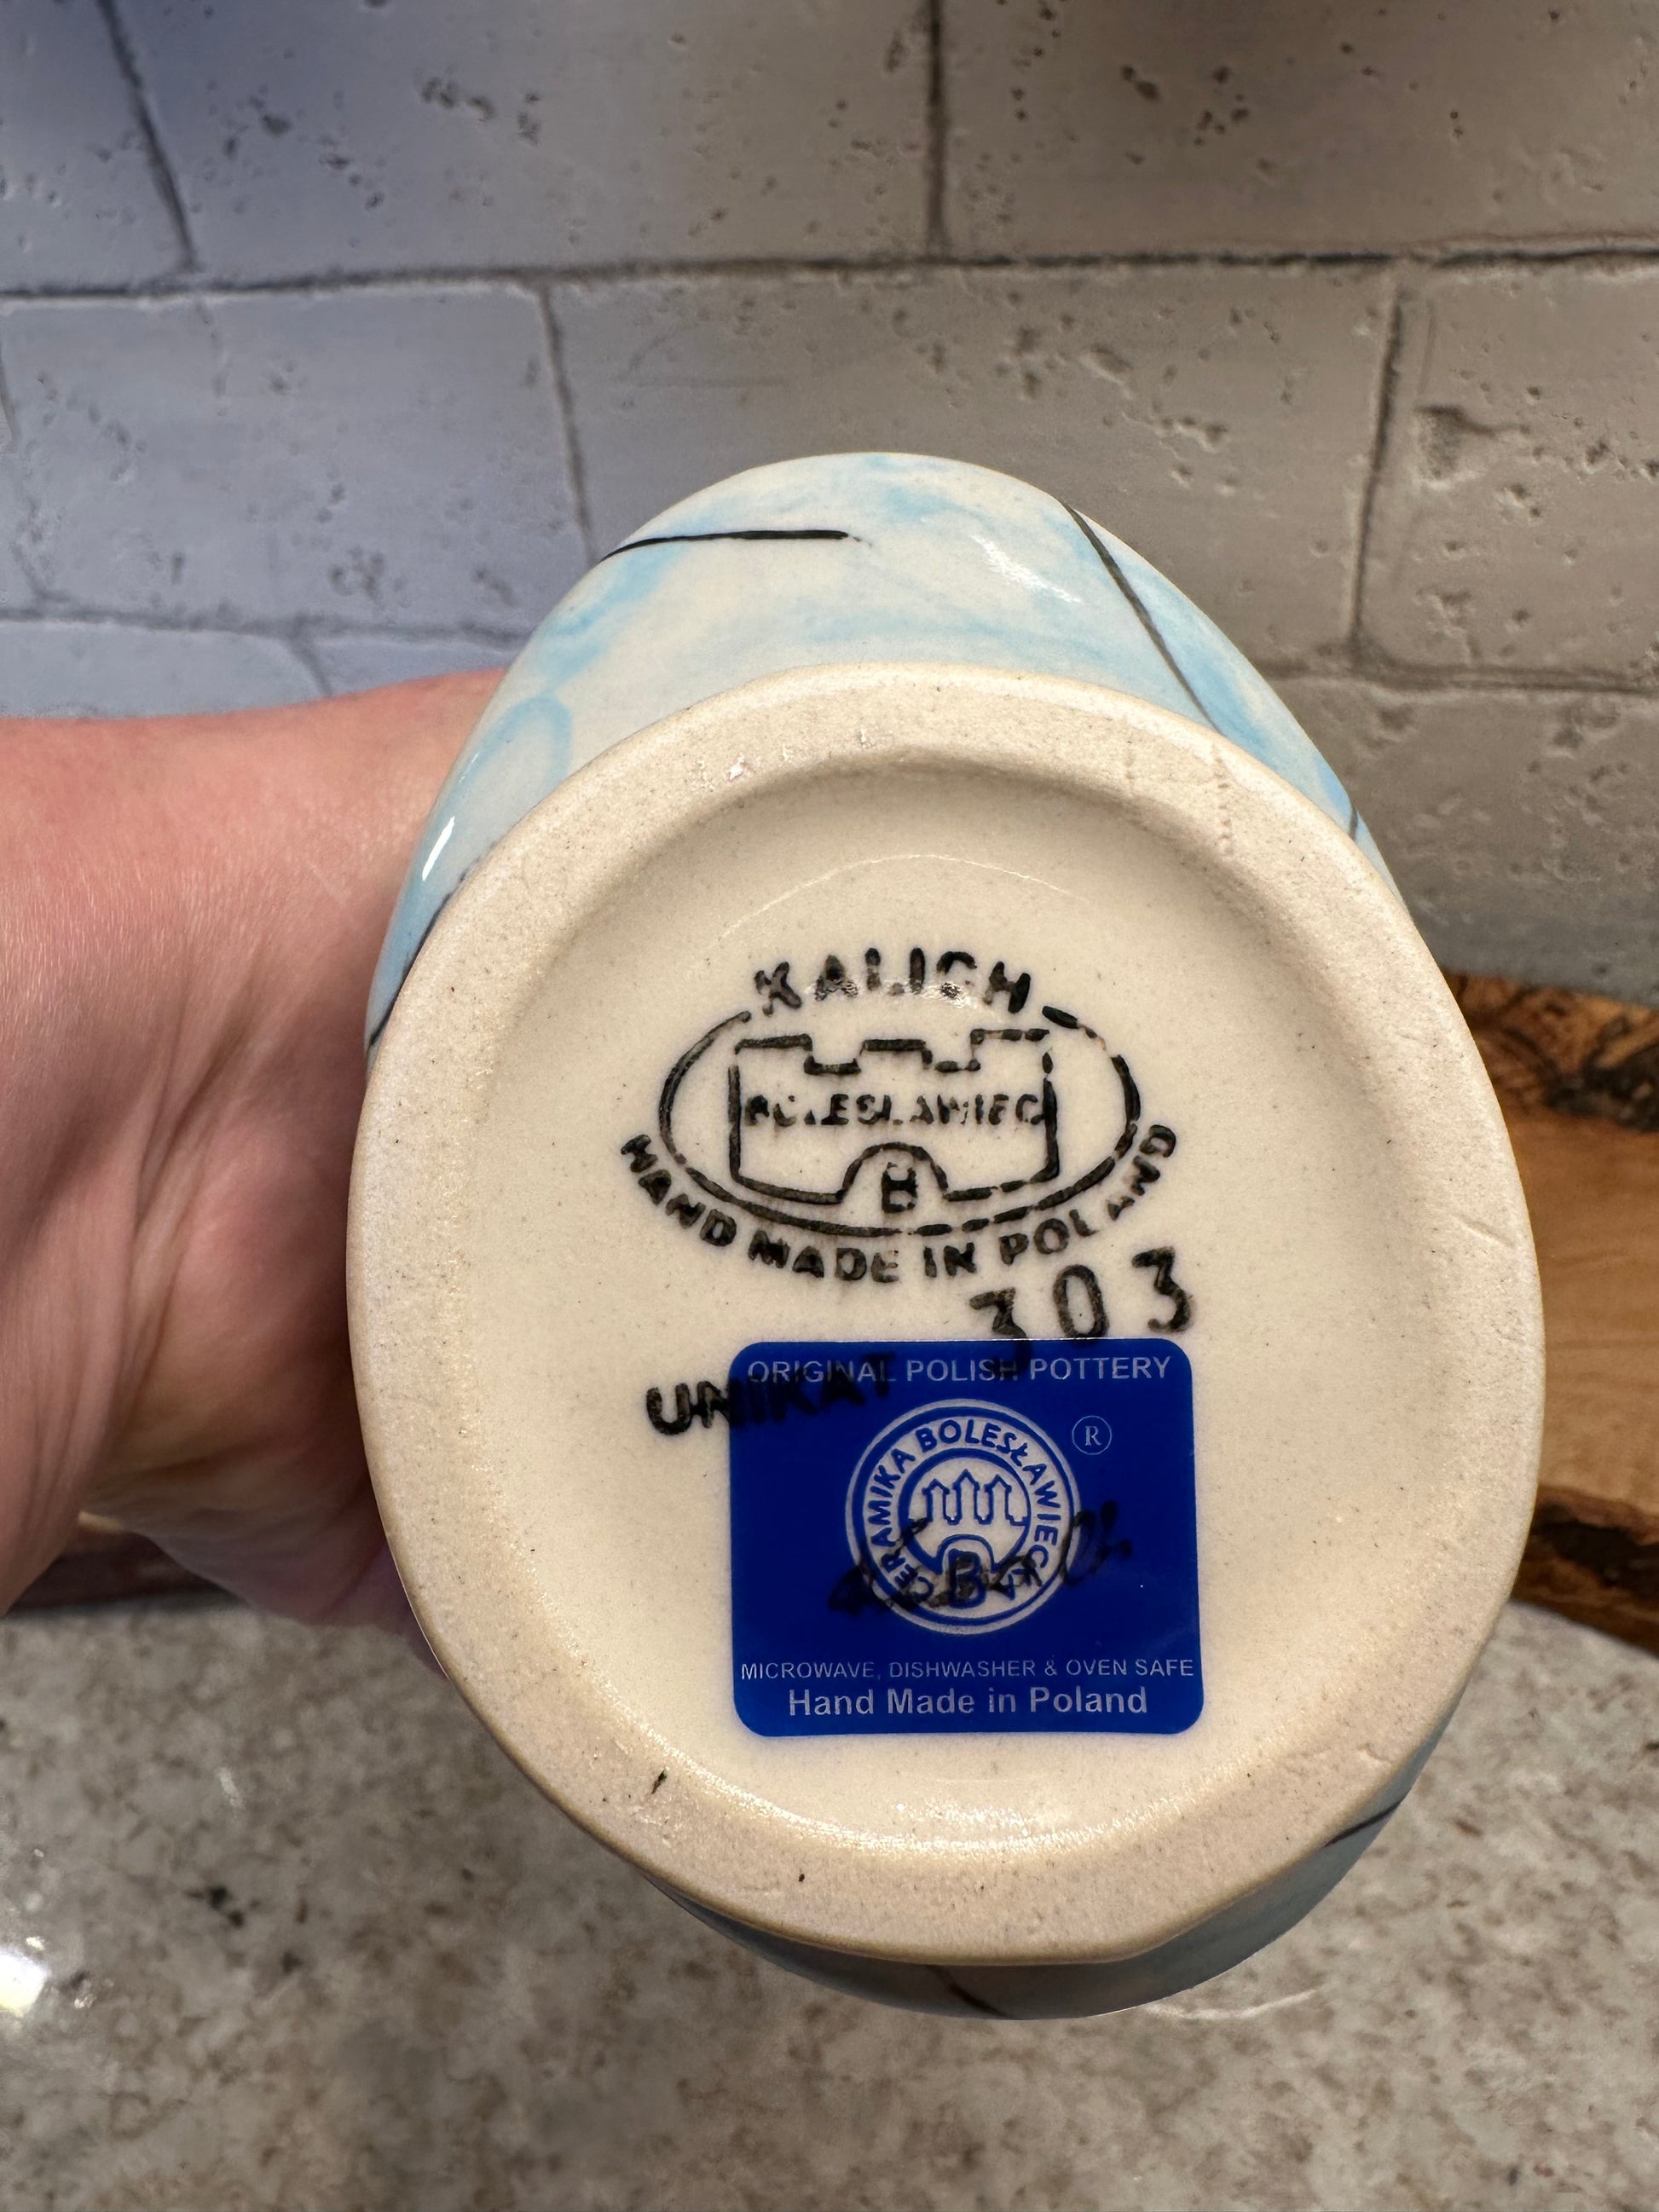 KALICH
BOLESŁAWIEC
B
HAND MADE IN POLAND
303
UNIKAT
ORIGINAL POLISH POTTERY
®
CERAMIKA BOLESŁAWIECKA
B
MICROWAVE, DISHWASHER & OVEN SAFE
Hand Made in Poland